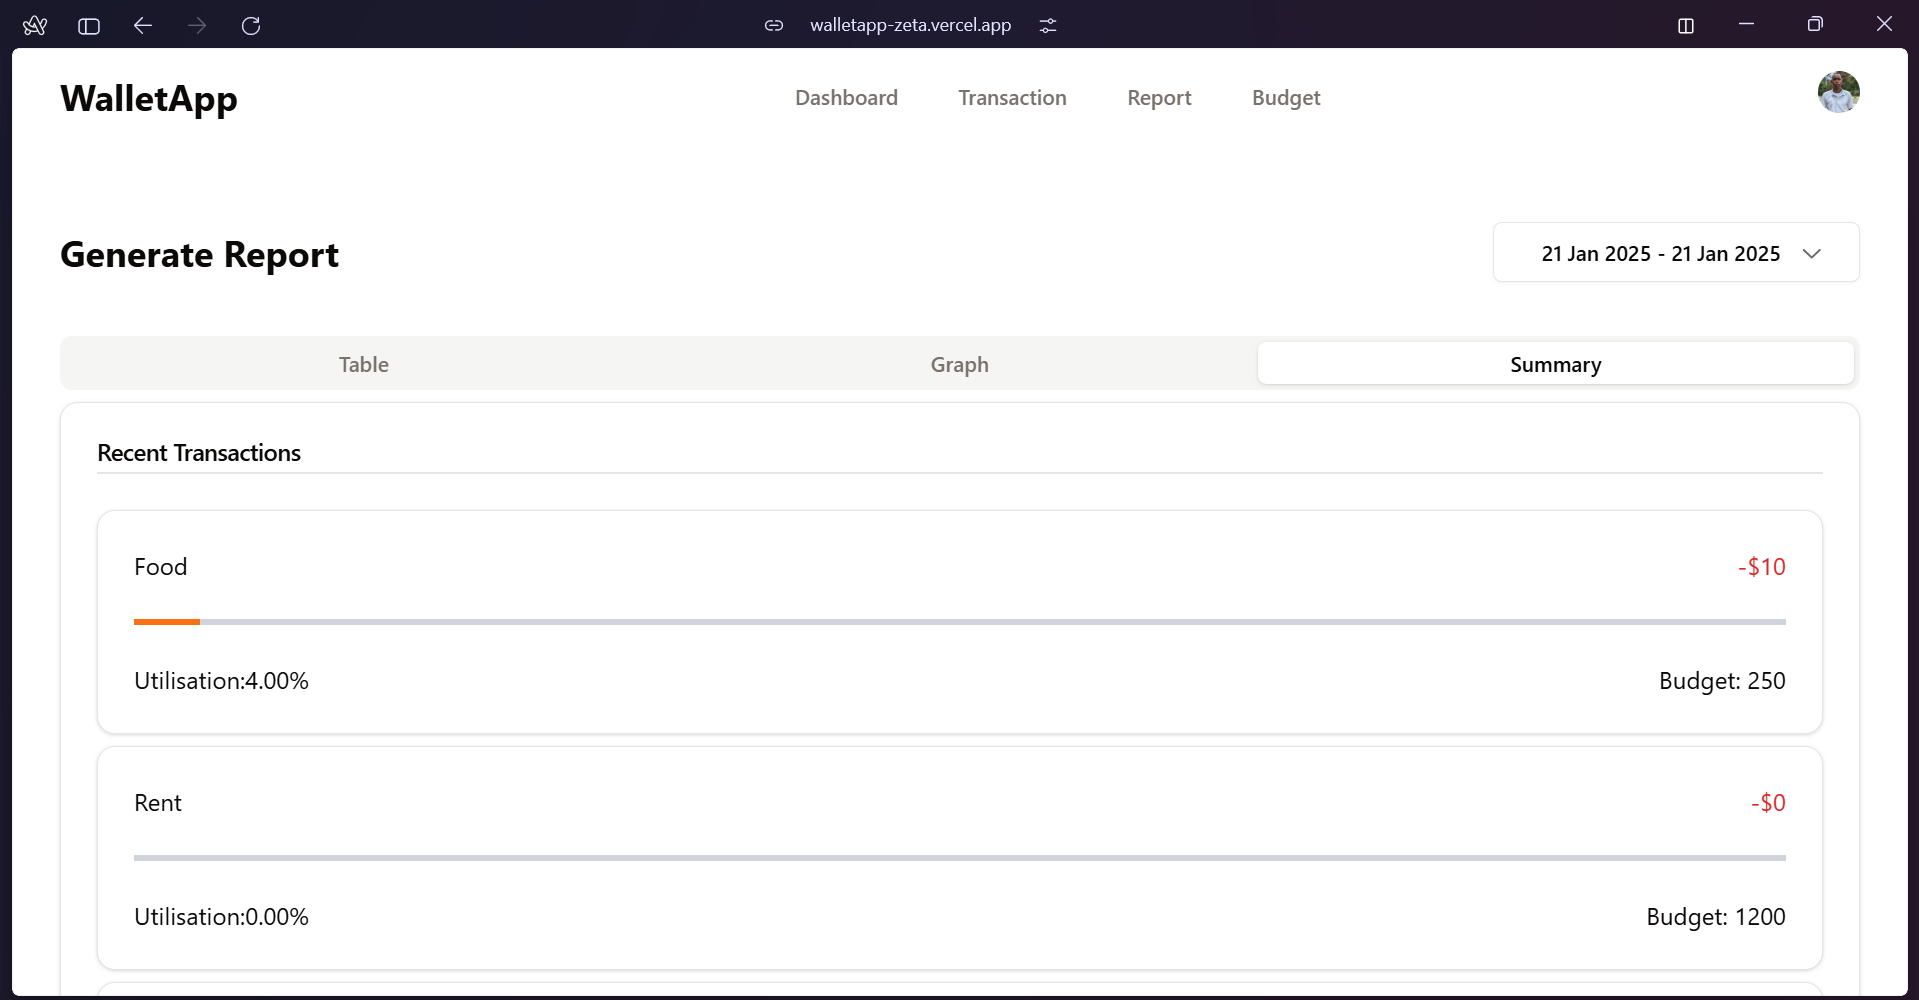 walletapp-zeta.vercel.app
WalletApp
Dashboard Transaction Report Budget
Generate Report
21 Jan 2025 - 21 Jan 2025
Table Graph Summary
Recent Transactions
Food -$10
Utilisation:4.00% Budget: 250
Rent -$0
Utilisation:0.00% Budget: 1200